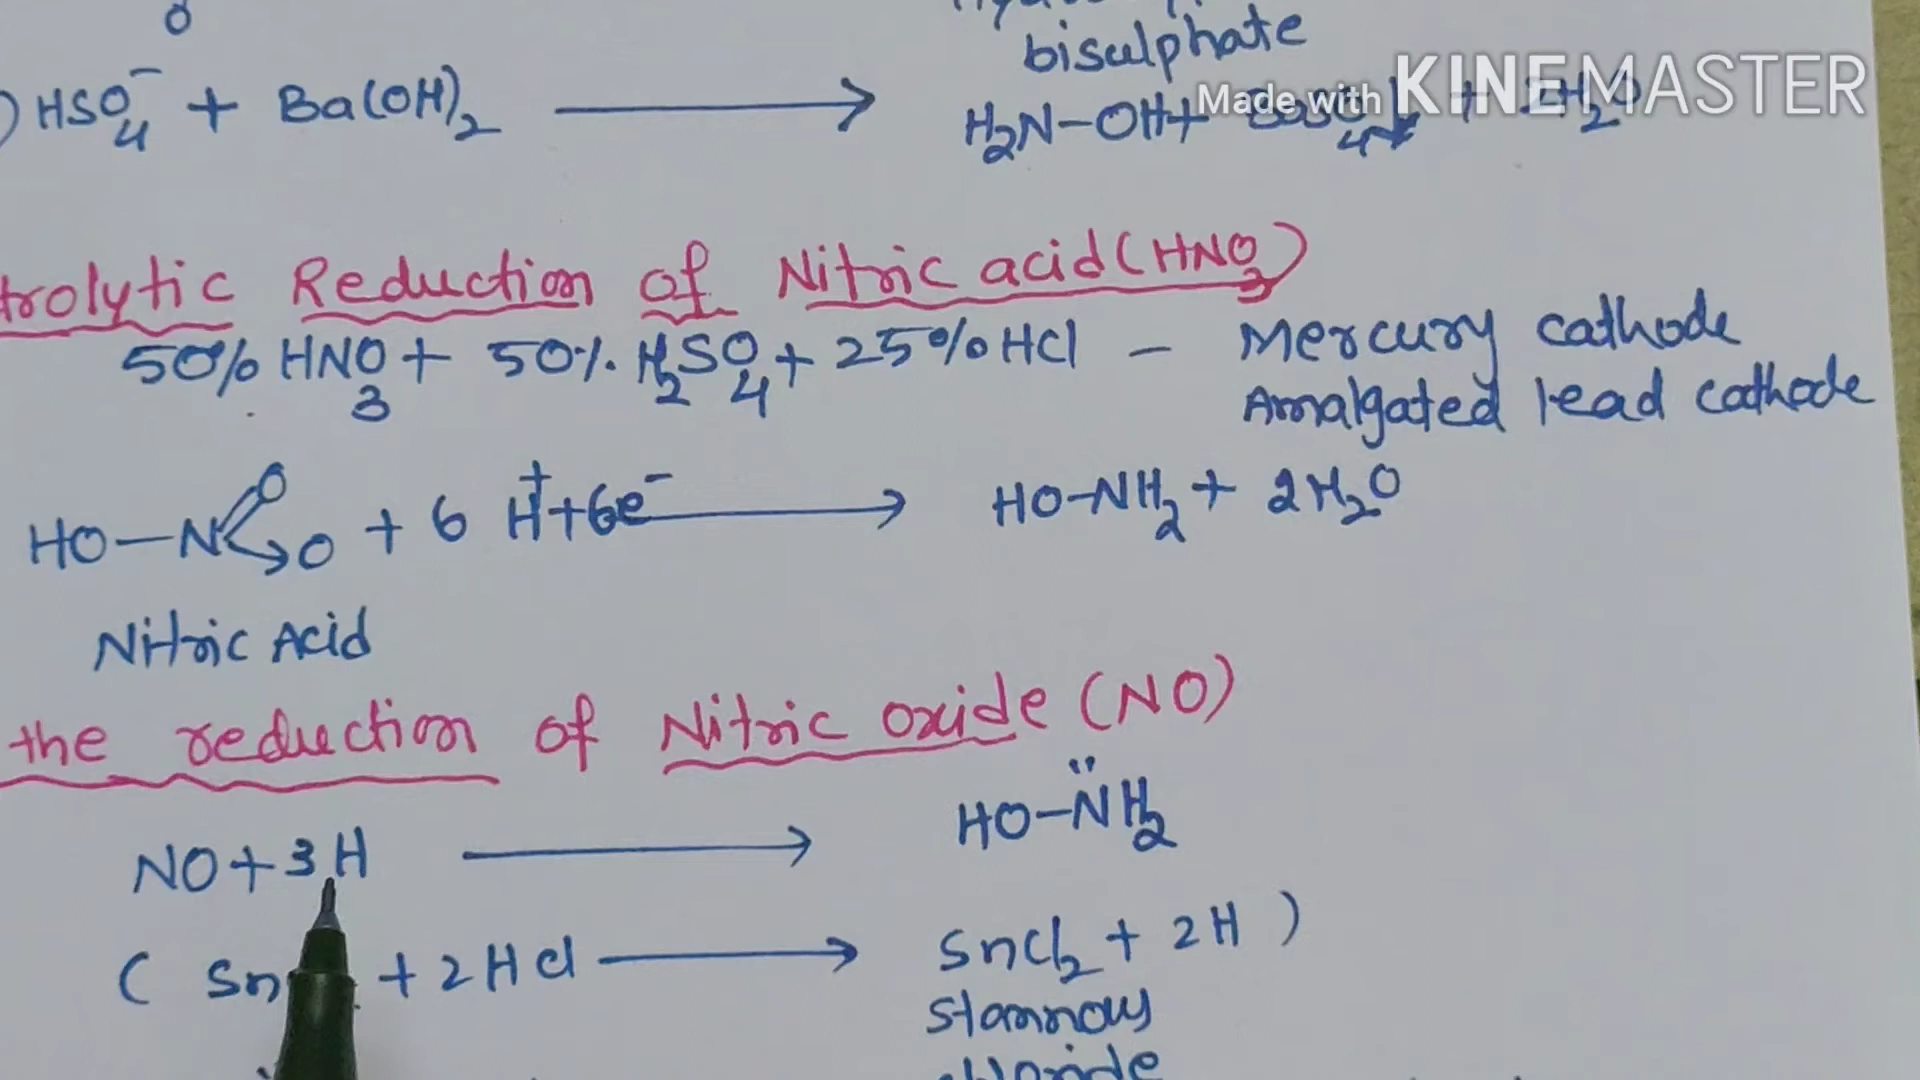 bisulphate
Made with KINEMASTER
) HSO₄⁻ + Ba(OH)₂ ⟶ H₂N-OH + BaSO₄↓ + 2H₂O
trolytic Reduction of Nitric acid (HNO₃)
50% HNO₃ + 50% H₂SO₄ + 25% HCl - Mercury cathode
Amalgated lead cathode
HO-N O O + 6 H⁺ + 6e⁻ ⟶ HO-NH₂ + 2H₂O
Nitric Acid
the reduction of Nitric oxide (NO)
NO + 3H ⟶ HO-N̈H₂
( Sn + 2HCl ⟶ SnCl₂ + 2H )
stannous